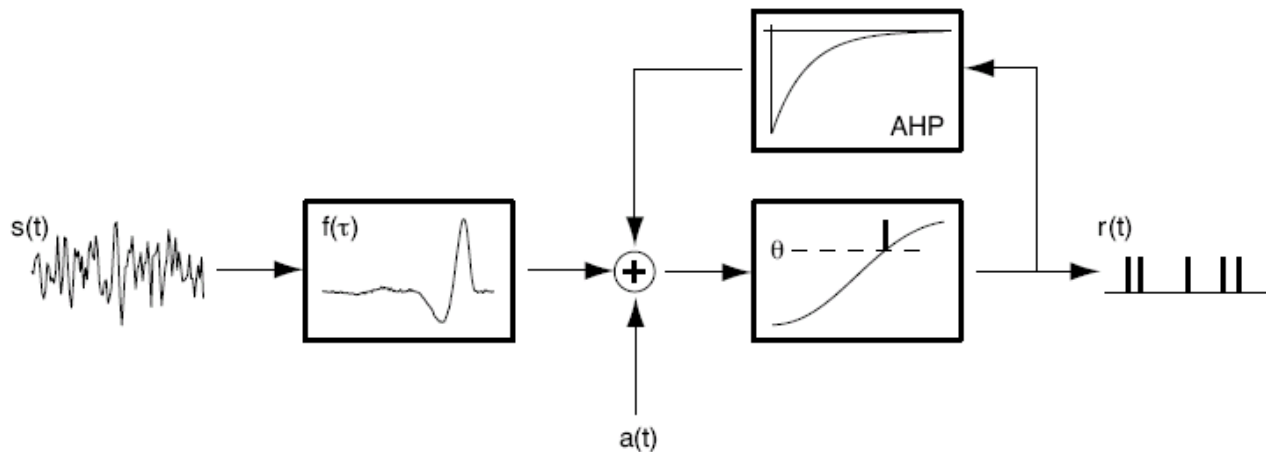 AHP
s(t)
f(τ)
+
θ
r(t)
a(t)